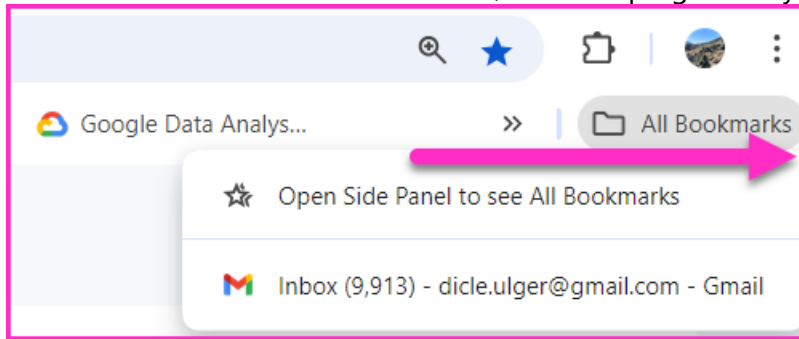 Google Data Analys...
All Bookmarks
Open Side Panel to see All Bookmarks
Inbox (9,913) - dicle.ulger@gmail.com - Gmail